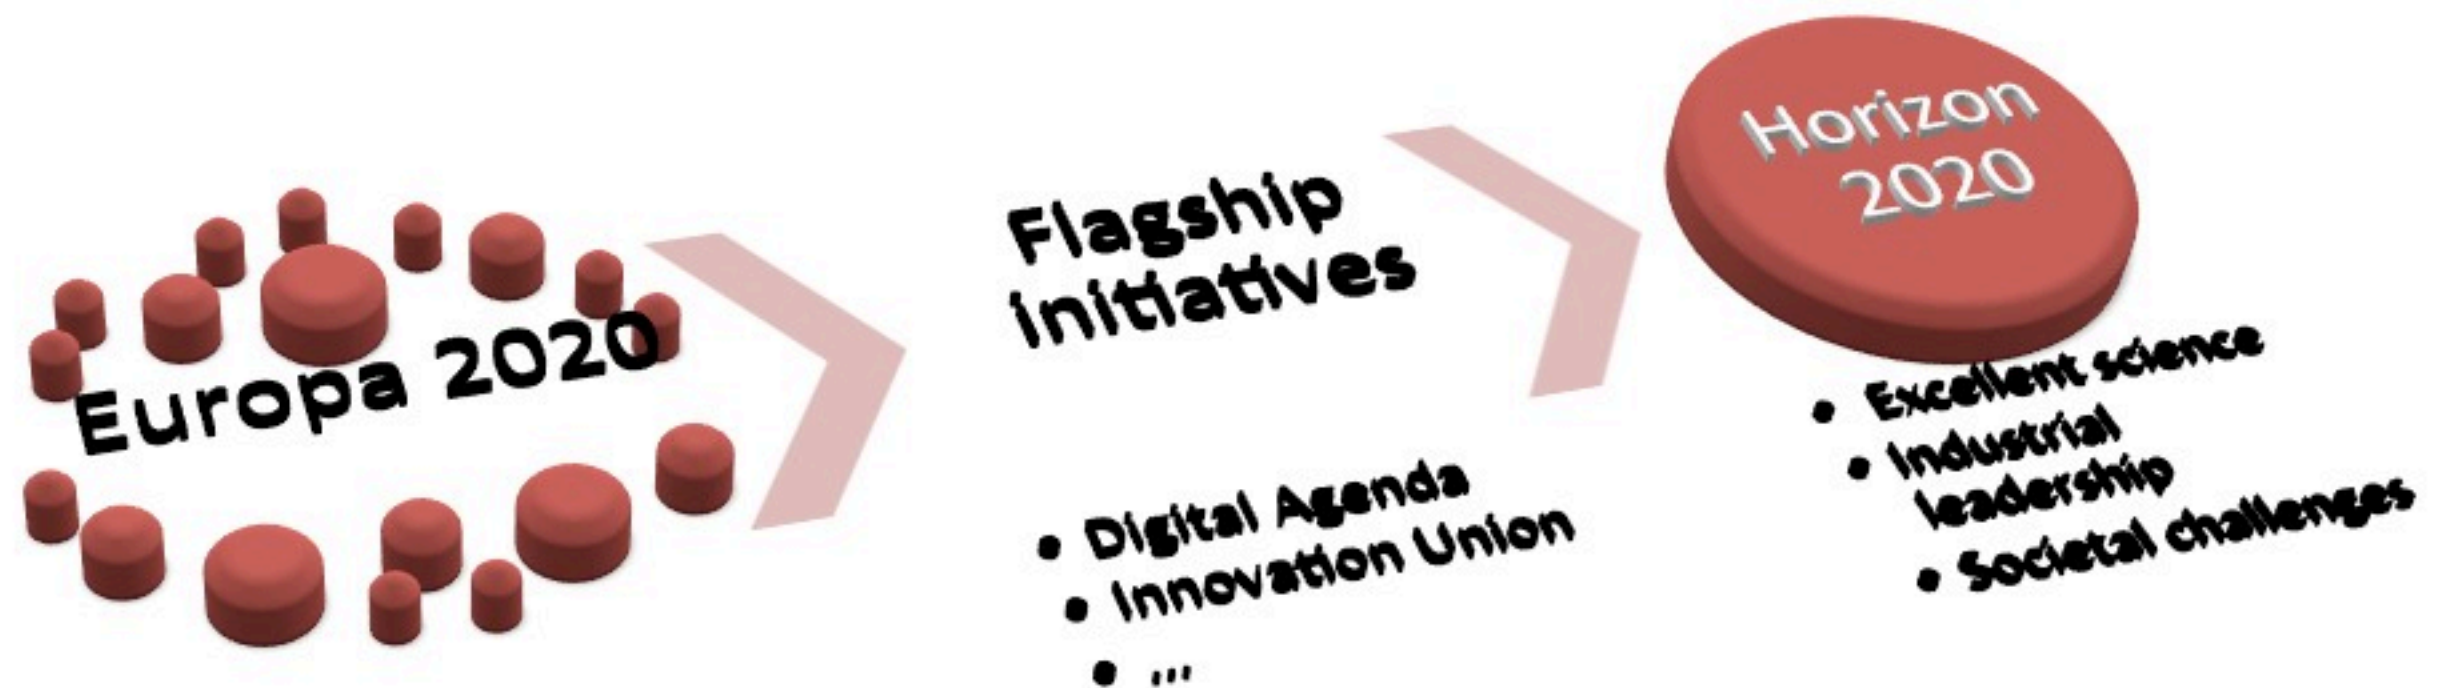 Europa 2020
Flagship
initiatives
• Digital Agenda
• Innovation Union
• ...
Horizon
2020
• Excellent science
• Industrial
leadership
• Societal challenges